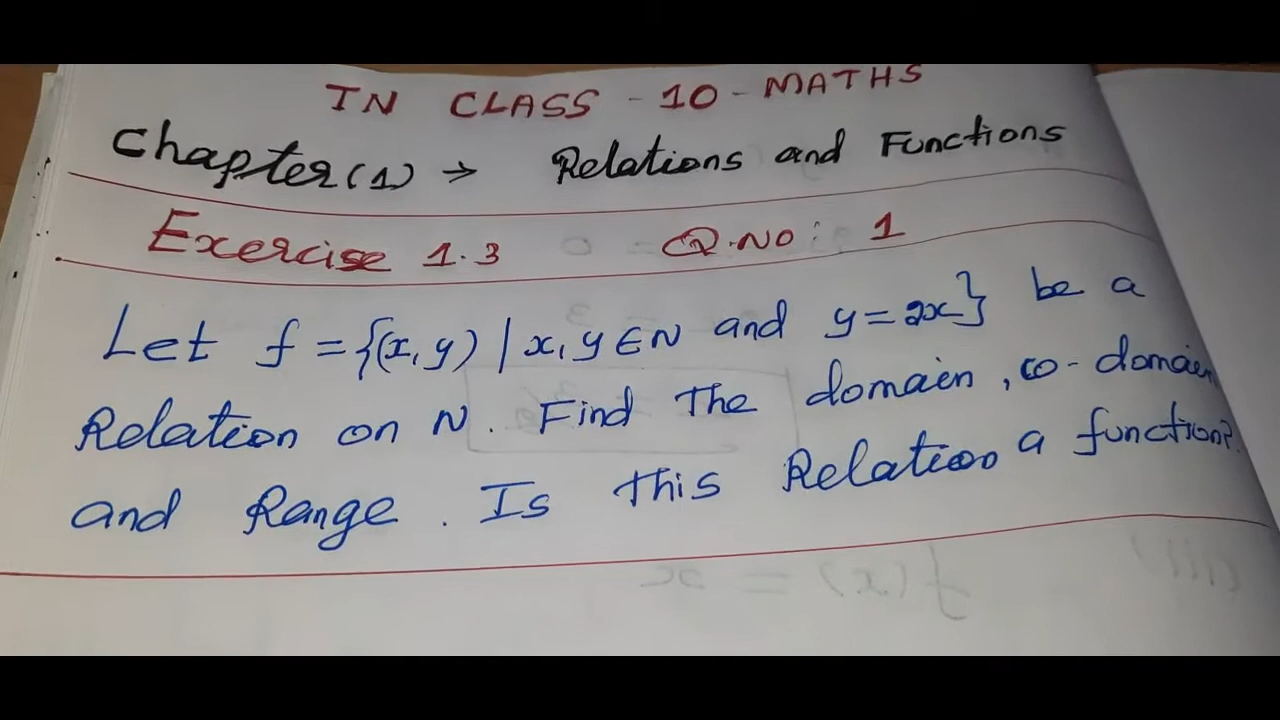 TN CLASS - 10 - MATHS
Chapter (1) → Relations and Functions
Exercise 1.3 Q.NO: 1
Let f = {(x, y) | x, y ∈ N and y = 2x} be a
Relation on N. Find The domain, co-domain
and Range. Is This Relation a function?
f(x) = x (iii)